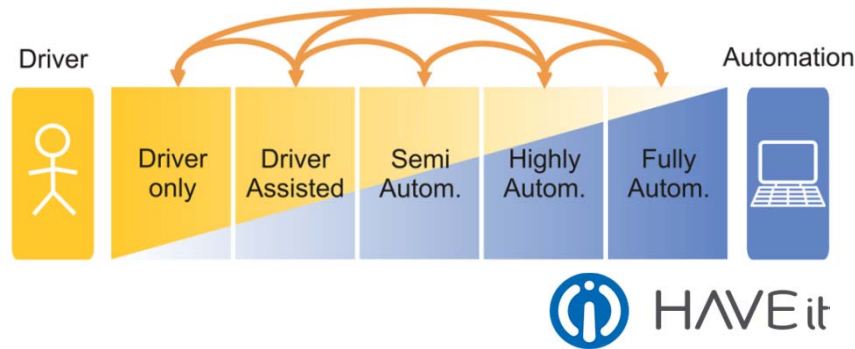 Driver
Automation
Driver
only
Driver
Assisted
Semi
Autom.
Highly
Autom.
Fully
Autom.
HAVEit